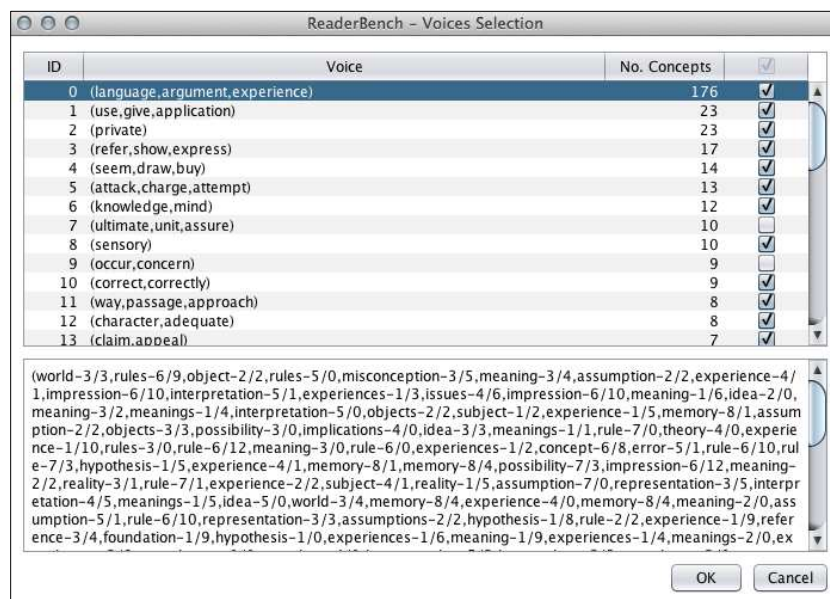 ReaderBench - Voices Selection
ID Voice No. Concepts
0 (language,argument,experience) 176
1 (use,give,application) 23
2 (private) 23
3 (refer,show,express) 17
4 (seem,draw,buy) 14
5 (attack,charge,attempt) 13
6 (knowledge,mind) 12
7 (ultimate,unit,assure) 10
8 (sensory) 10
9 (occur,concern) 9
10 (correct,correctly) 9
11 (way,passage,approach) 8
12 (character,adequate) 8
13 (claim,appeal) 7
(world-3/3,rules-6/9,object-2/2,rules-5/0,misconception-3/5,meaning-3/4,assumption-2/2,experience-4/
1,impression-6/10,interpretation-5/1,experiences-1/3,issues-4/6,impression-6/10,meaning-1/6,idea-2/0,
meaning-3/2,meanings-1/4,interpretation-5/0,objects-2/2,subject-1/2,experience-1/5,memory-8/1,assum
ption-2/2,objects-3/3,possibility-3/0,implications-4/0,idea-3/3,meanings-1/1,rule-7/0,theory-4/0,experie
nce-1/10,rules-3/0,rule-6/12,meaning-3/0,rule-6/0,experiences-1/2,concept-6/8,error-5/1,rule-6/10,rul
e-7/3,hypothesis-1/5,experience-4/1,memory-8/1,memory-8/4,possibility-7/3,impression-6/12,meaning-
2/2,reality-3/1,rule-7/1,experience-2/2,subject-4/1,reality-1/5,assumption-7/0,representation-3/5,interpr
etation-4/5,meanings-1/5,idea-5/0,world-3/4,memory-8/4,experience-4/0,memory-8/4,meaning-2/0,ass
umption-5/1,rule-6/10,representation-3/3,assumptions-2/2,hypothesis-1/8,rule-2/2,experience-1/9,refer
ence-3/4,foundation-1/9,hypothesis-1/0,experiences-1/6,meaning-1/9,experiences-1/4,meanings-2/0,ex
OK Cancel